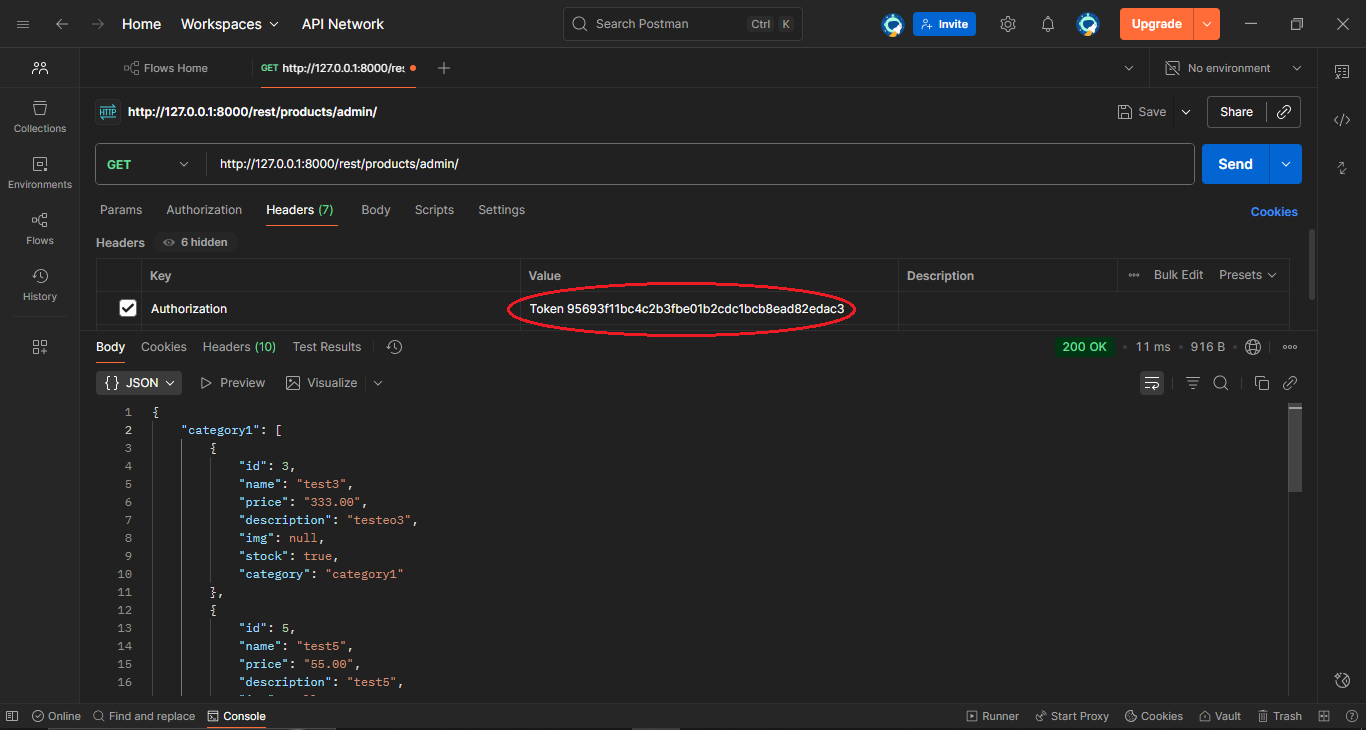 Home Workspaces API Network Search Postman Ctrl K Invite Upgrade
Flows Home GET http://127.0.0.1:8000/re: No environment
HTTP http://127.0.0.1:8000/rest/products/admin/ Save Share
Collections
GET http://127.0.0.1:8000/rest/products/admin/ Send
Environments
Params Authorization Headers (7) Body Scripts Settings Cookies
Flows
Headers 6 hidden
Key Value Description Bulk Edit Presets
History
Authorization Token 95693f11bc4c2b3fbe01b2cdc1bcb8ead82edac3
Body Cookies Headers (10) Test Results 200 OK 11 ms 916 B
{} JSON Preview Visualize
1 {
2 "category1": [
3 {
4 "id": 3,
5 "name": "test3",
6 "price": "333.00",
7 "description": "testeo3",
8 "img": null,
9 "stock": true,
10 "category": "category1"
11 },
12 {
13 "id": 5,
14 "name": "test5",
15 "price": "55.00",
16 "description": "test5",
Online Find and replace Console Runner Start Proxy Cookies Vault Trash